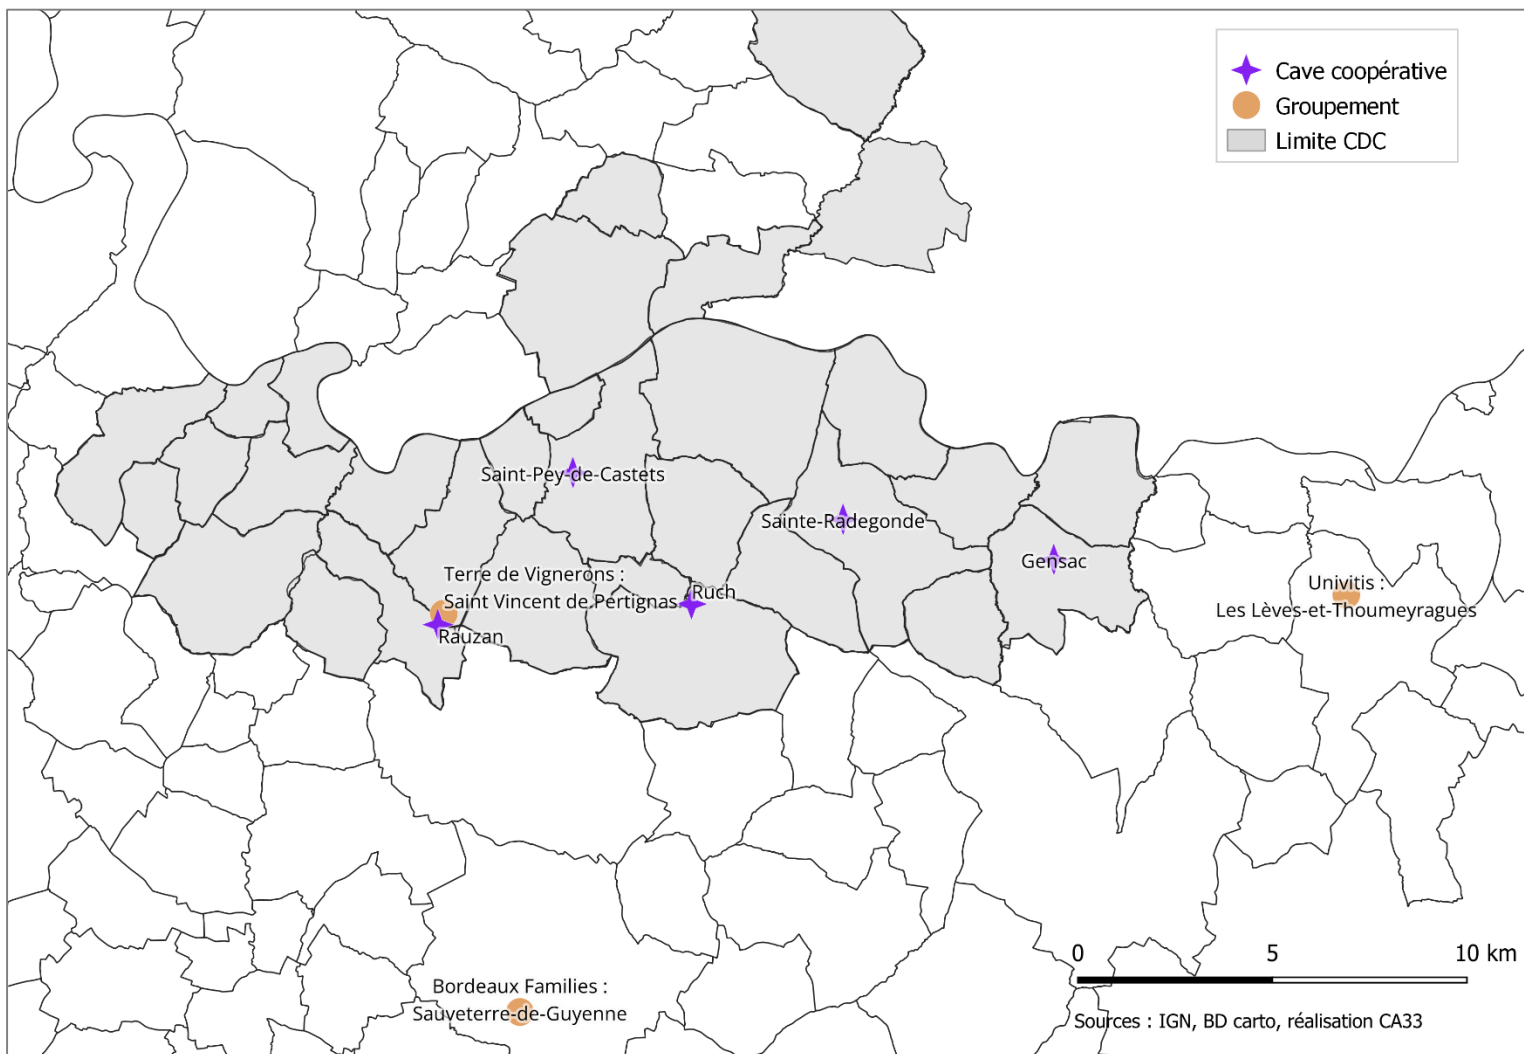 Cave coopérative
Groupement
Limite CDC
Saint-Pey-de-Castets
Sainte-Radegonde
Gensac
Terre de Vignerons :
Saint Vincent de Pertignas
Ruch
Rauzan
Univitis :
Les Lèves-et-Thoumeyragues
Bordeaux Families :
Sauveterre-de-Guyenne
0 5 10 km
Sources : IGN, BD carto, réalisation CA33